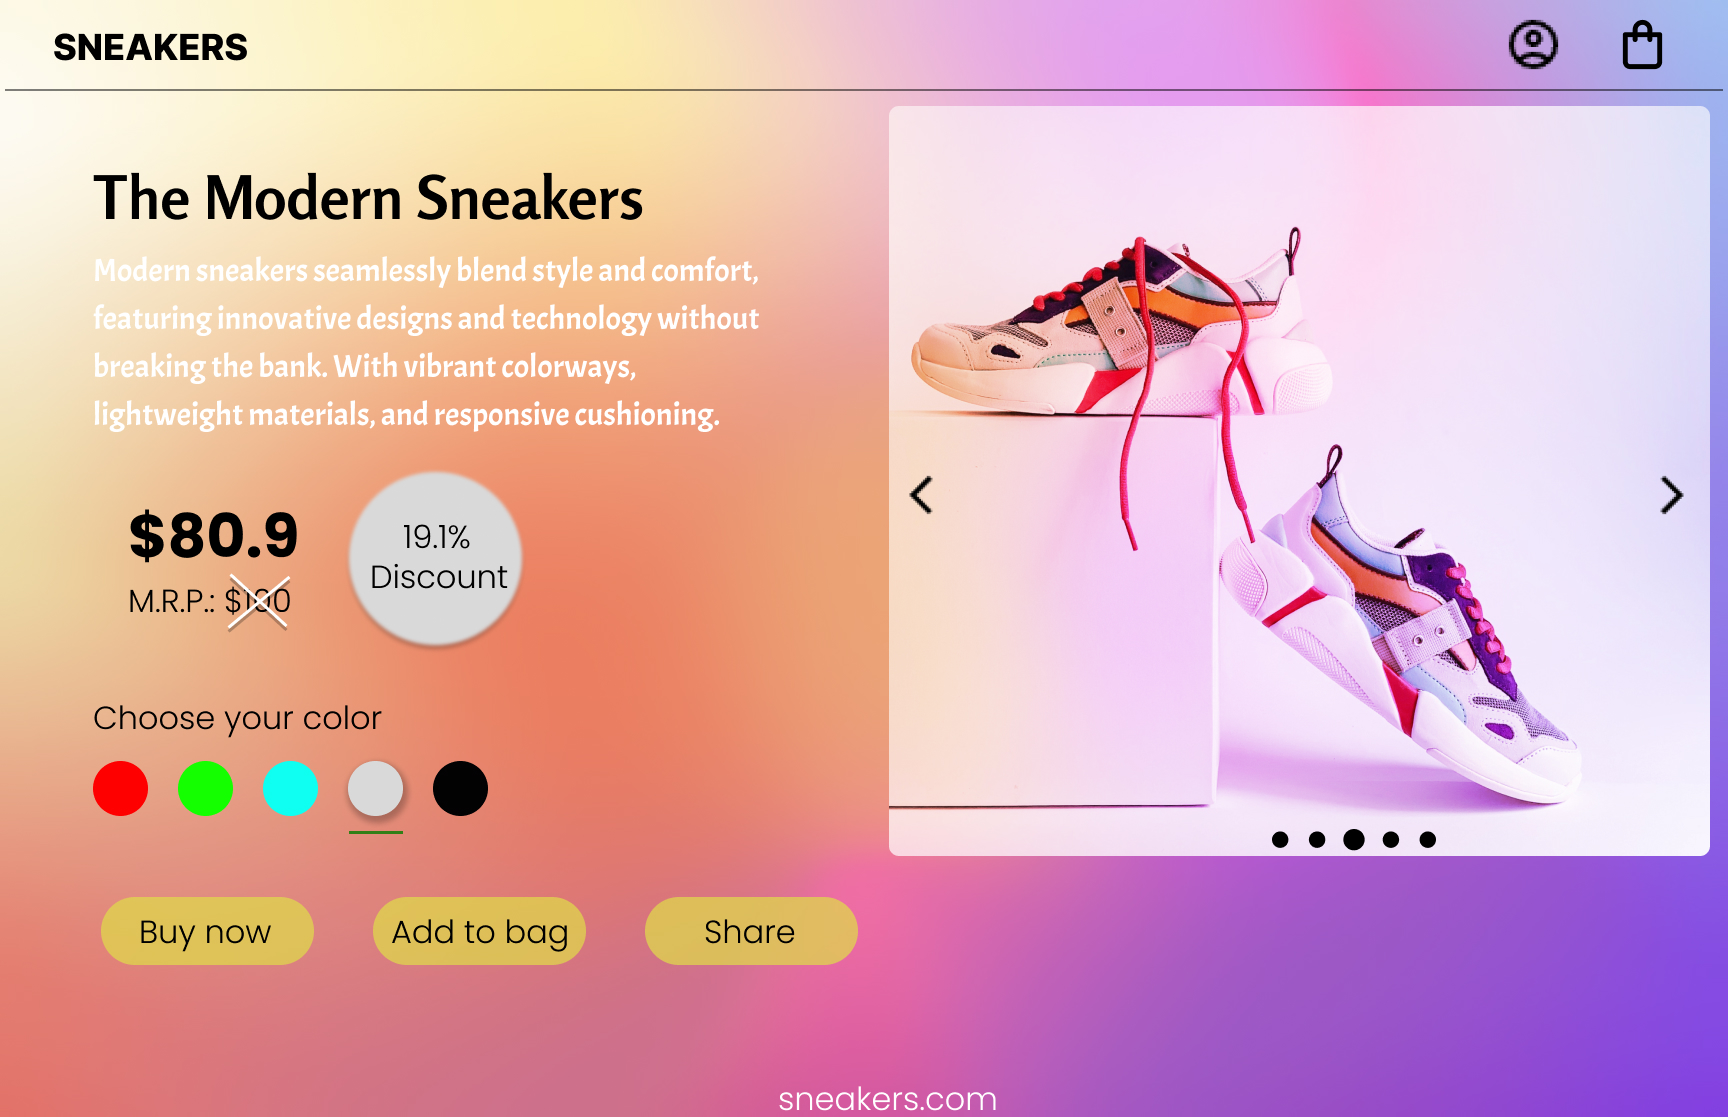 SNEAKERS
The Modern Sneakers
Modern sneakers seamlessly blend style and comfort,
featuring innovative designs and technology without
breaking the bank. With vibrant colorways,
lightweight materials, and responsive cushioning.
$80.9
M.R.P.: $100
19.1%
Discount
Choose your color
Buy now
Add to bag
Share
sneakers.com